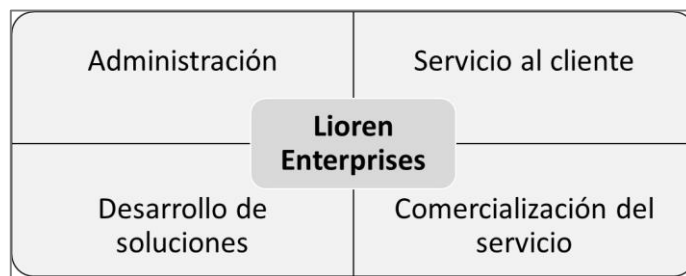 Administración
Servicio al cliente
Lioren
Enterprises
Desarrollo de
soluciones
Comercialización del
servicio